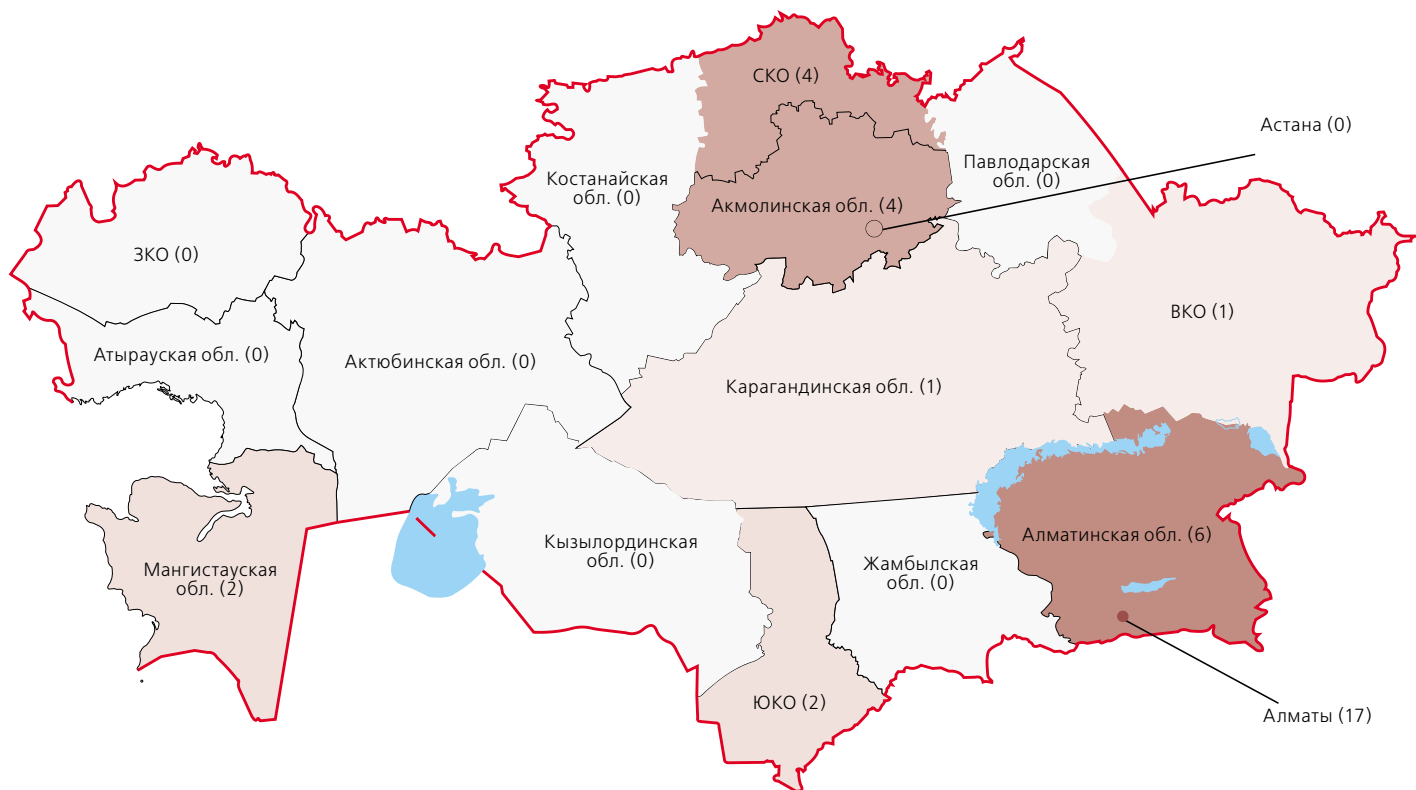 СКО (4)
Астана (0)
Павлодарская
обл. (0)
Костанайская
обл. (0)
Акмолинская обл. (4)
ЗКО (0)
ВКО (1)
Атырауская обл. (0)
Актюбинская обл. (0)
Карагандинская обл. (1)
Алматинская обл. (6)
Кызылординская
обл. (0)
Жамбылская
обл. (0)
Мангистауская
обл. (2)
ЮКО (2)
Алматы (17)